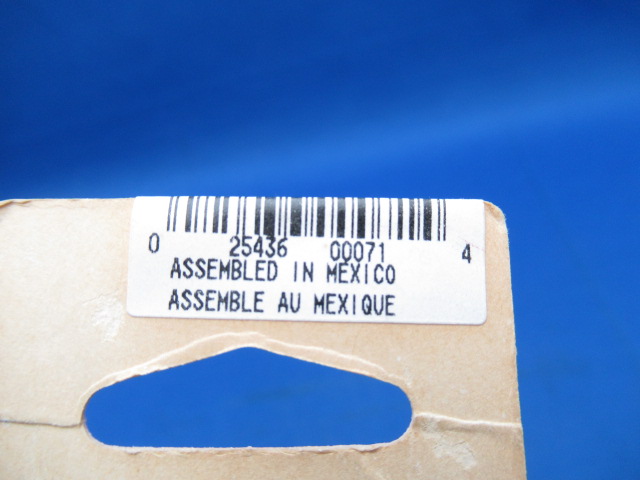 0 25436 00071 4
ASSEMBLED IN MEXICO
ASSEMBLE AU MEXIQUE